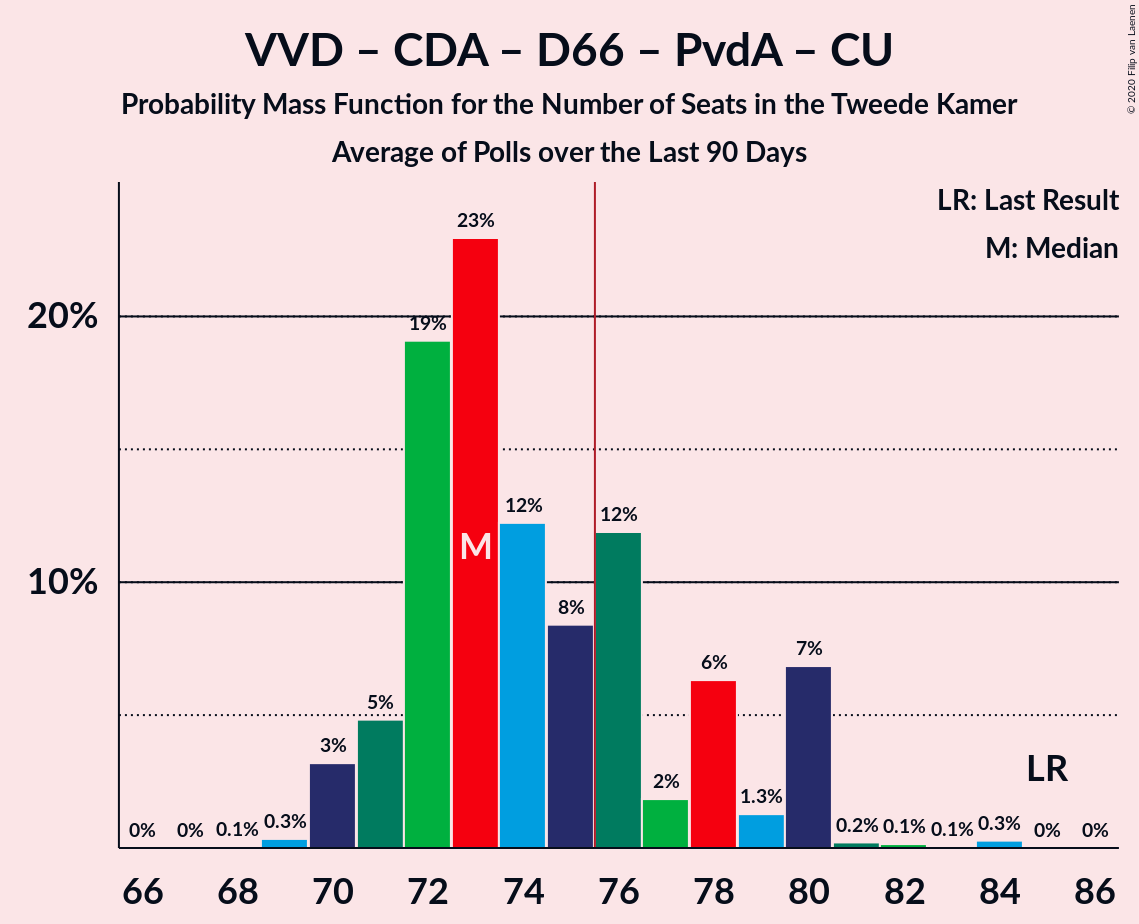 VVD – CDA – D66 – PvdA – CU
Probability Mass Function for the Number of Seats in the Tweede Kamer
Average of Polls over the Last 90 Days
© 2020 Filip van Laenen
LR: Last Result
M: Median
20%
10%
0% 0% 0.1% 0.3% 3% 5% 19% 23% 12% 8% 12% 2% 6% 1.3% 7% 0.2% 0.1% 0.1% 0.3% 0% 0%
M
LR
66 68 70 72 74 76 78 80 82 84 86